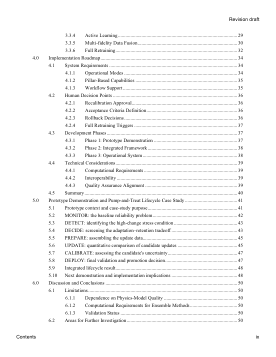 Revision draft
3.3.4 Active Learning 29
3.3.5 Multi-fidelity Data Fusion 30
3.3.6 Full Retraining 32
4.0 Implementation Roadmap 34
4.1 System Requirements 34
4.1.1 Operational Modes 34
4.1.2 Pillar-Based Capabilities 35
4.1.3 Workflow Support 35
4.2 Human Decision Points 36
4.2.1 Recalibration Approval 36
4.2.2 Acceptance Criteria Definition 36
4.2.3 Rollback Decisions 36
4.2.4 Full Retraining Triggers 37
4.3 Development Phases 37
4.3.1 Phase 1: Prototype Demonstration 37
4.3.2 Phase 2: Integrated Framework 38
4.3.3 Phase 3: Operational System 38
4.4 Technical Considerations 39
4.4.1 Computational Requirements 39
4.4.2 Interoperability 39
4.4.3 Quality Assurance Alignment 39
4.5 Summary 40
5.0 Prototype Demonstration and Pump-and-Treat Lifecycle Case Study 41
5.1 Prototype context and case-study purpose 41
5.2 MONITOR: the baseline reliability problem 42
5.3 DETECT: identifying the high-change stress condition 43
5.4 DECIDE: assessing the adaptation-retention tradeoff 43
5.5 PREPARE: assembling the update data 45
5.6 UPDATE: quantitative comparison of candidate updates 45
5.7 CALIBRATE: assessing the candidate's uncertainty 47
5.8 DEPLOY: final validation and promotion decision 47
5.9 Integrated lifecycle result 48
5.10 Next demonstration and implementation implications 48
6.0 Discussion and Conclusions 50
6.1 Limitations 50
6.1.1 Dependence on Physics-Model Quality 50
6.1.2 Computational Requirements for Ensemble Methods 50
6.1.3 Validation Status 50
6.2 Areas for Further Investigation 50
Contents ix